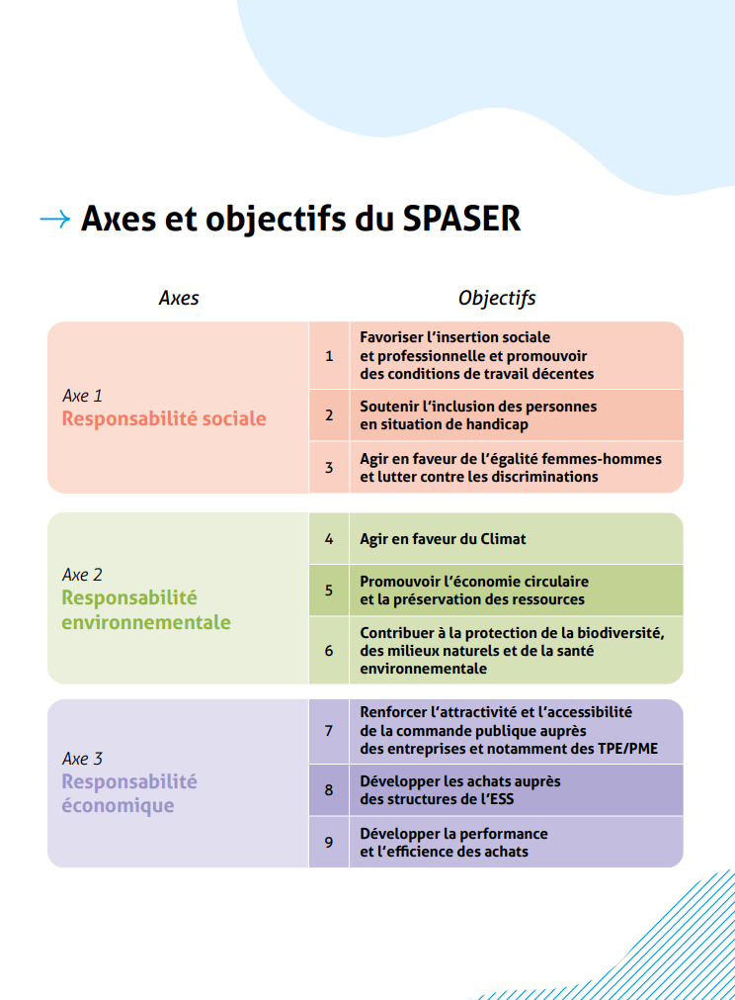 → Axes et objectifs du SPASER
Axes
Objectifs
Axe 1
Responsabilité sociale
1
Favoriser l'insertion sociale
et professionnelle et promouvoir
des conditions de travail décentes
2
Soutenir l'inclusion des personnes
en situation de handicap
3
Agir en faveur de l'égalité femmes-hommes
et lutter contre les discriminations
Axe 2
Responsabilité
environnementale
4
Agir en faveur du Climat
5
Promouvoir l'économie circulaire
et la préservation des ressources
6
Contribuer à la protection de la biodiversité,
des milieux naturels et de la santé
environnementale
Axe 3
Responsabilité
économique
7
Renforcer l'attractivité et l'accessibilité
de la commande publique auprès
des entreprises et notamment des TPE/PME
8
Développer les achats auprès
des structures de l'ESS
9
Développer la performance
et l'efficience des achats